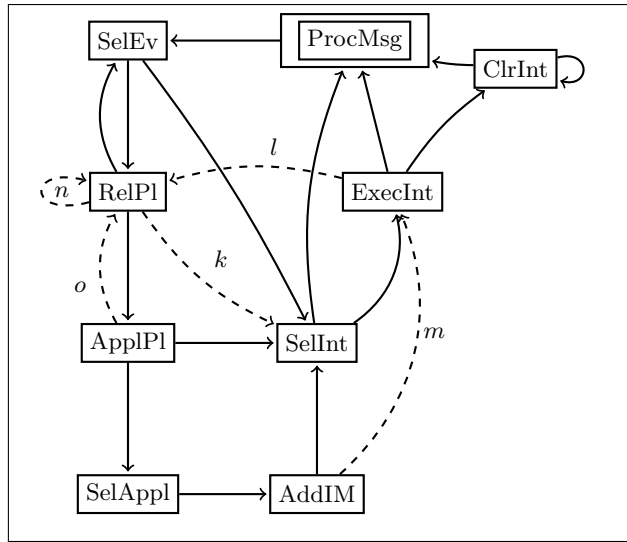 SelEv
ProcMsg
ClrInt
l
n
RelPl
ExecInt
k
o
ApplPl
SelInt
m
SelAppl
AddIM